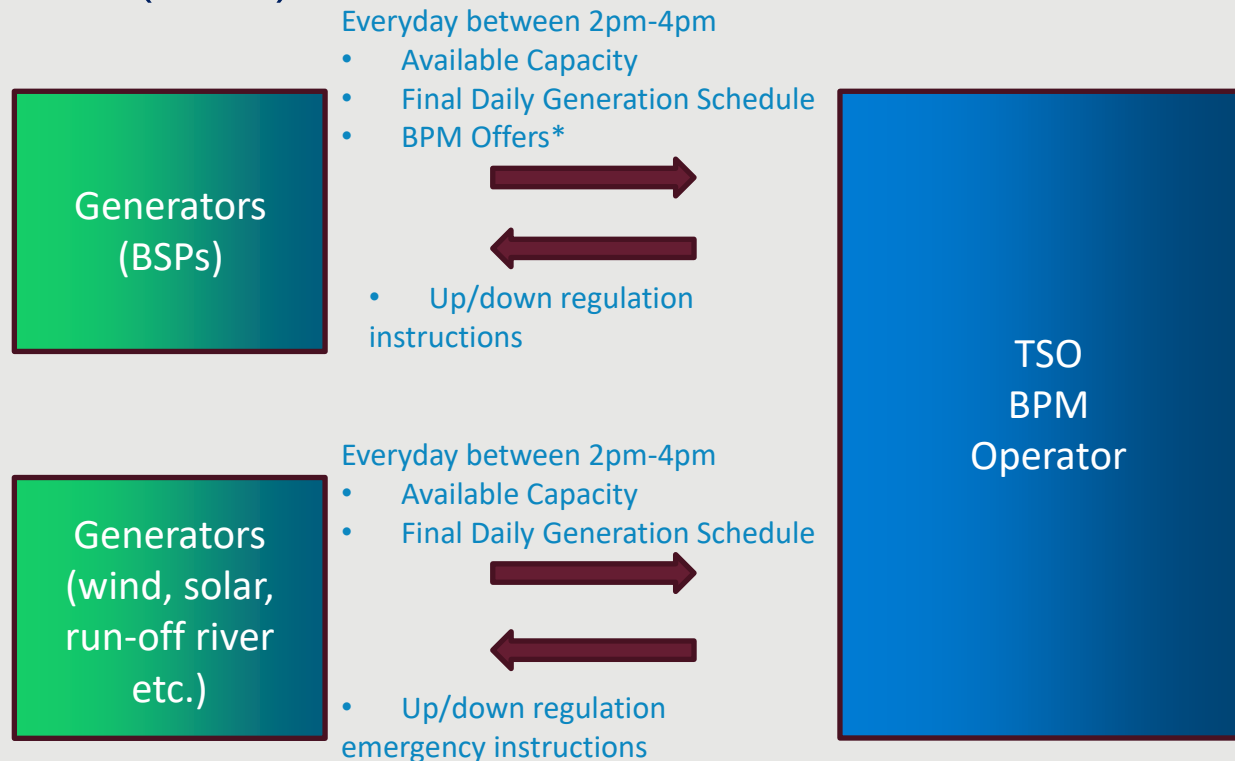 Everyday between 2pm-4pm
• Available Capacity
• Final Daily Generation Schedule
• BPM Offers*
Generators
(BSPs)
• Up/down regulation
instructions
TSO
BPM
Operator
Everyday between 2pm-4pm
• Available Capacity
• Final Daily Generation Schedule
Generators
(wind, solar,
run-off river
etc.)
• Up/down regulation
emergency instructions